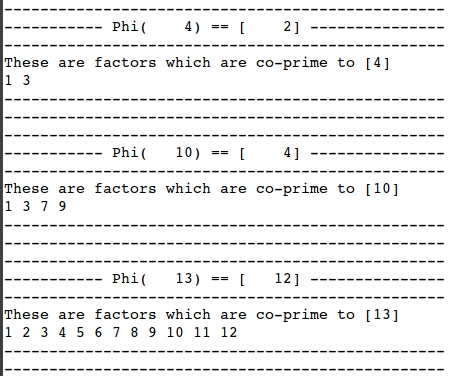 -------------------------------------------------
----------- Phi(    4) == [    2] ---------------
-------------------------------------------------
These are factors which are co-prime to [4]
1 3
-------------------------------------------------
-------------------------------------------------
-------------------------------------------------
----------- Phi(   10) == [    4] ---------------
-------------------------------------------------
These are factors which are co-prime to [10]
1 3 7 9
-------------------------------------------------
-------------------------------------------------
-------------------------------------------------
----------- Phi(   13) == [   12] ---------------
-------------------------------------------------
These are factors which are co-prime to [13]
1 2 3 4 5 6 7 8 9 10 11 12
-------------------------------------------------
-------------------------------------------------